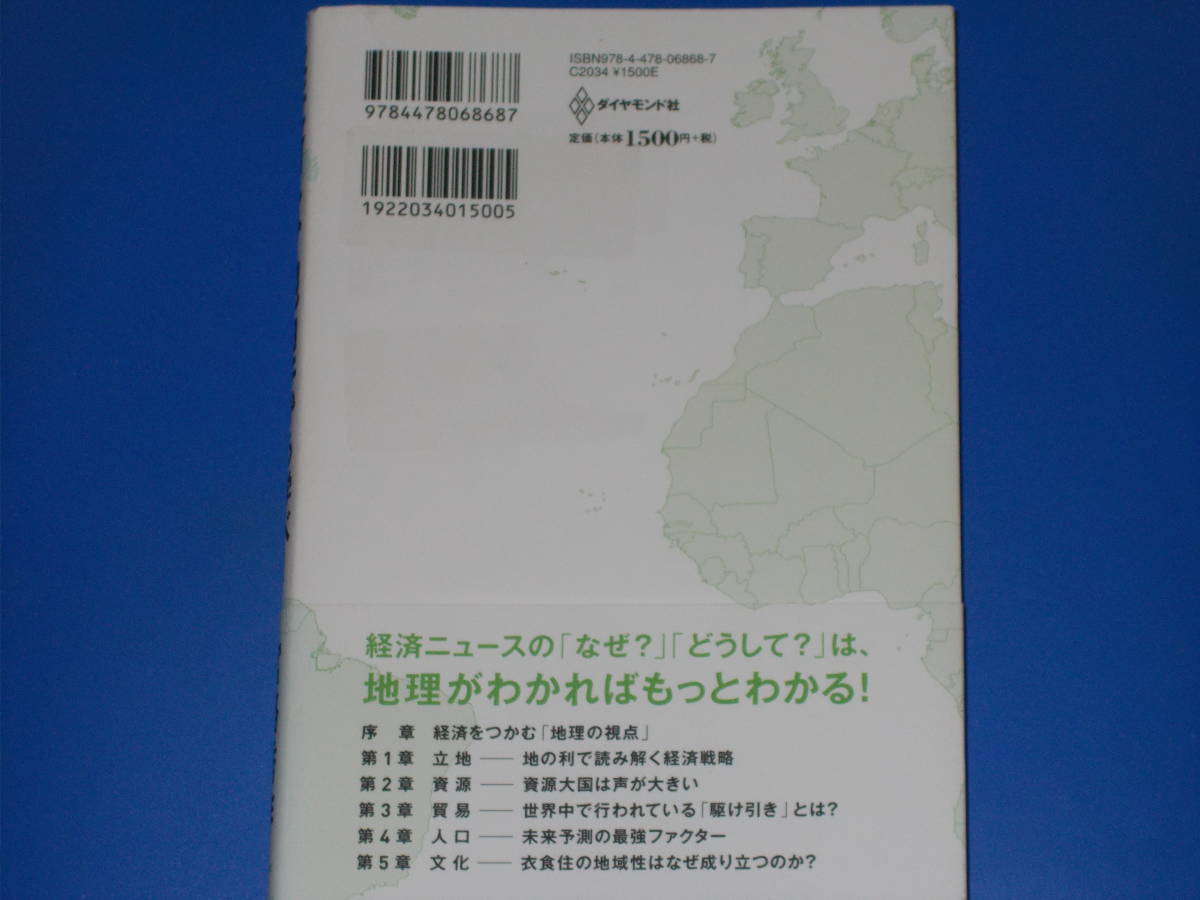 9784478068687
ISBN978-4-478-06868-7
C2034 ¥1500E
ダイヤモンド社
定価(本体1500円+税)
1922034015005
経済ニュースの「なぜ?」「どうして?」は、
地理がわかればもっとわかる!
序 章 経済をつかむ「地理の視点」
第1章 立地 ── 地の利で読み解く経済戦略
第2章 資源 ── 資源大国は声が大きい
第3章 貿易 ── 世界中で行われている「駆け引き」とは?
第4章 人口 ── 未来予測の最強ファクター
第5章 文化 ── 衣食住の地域性はなぜ成り立つのか?